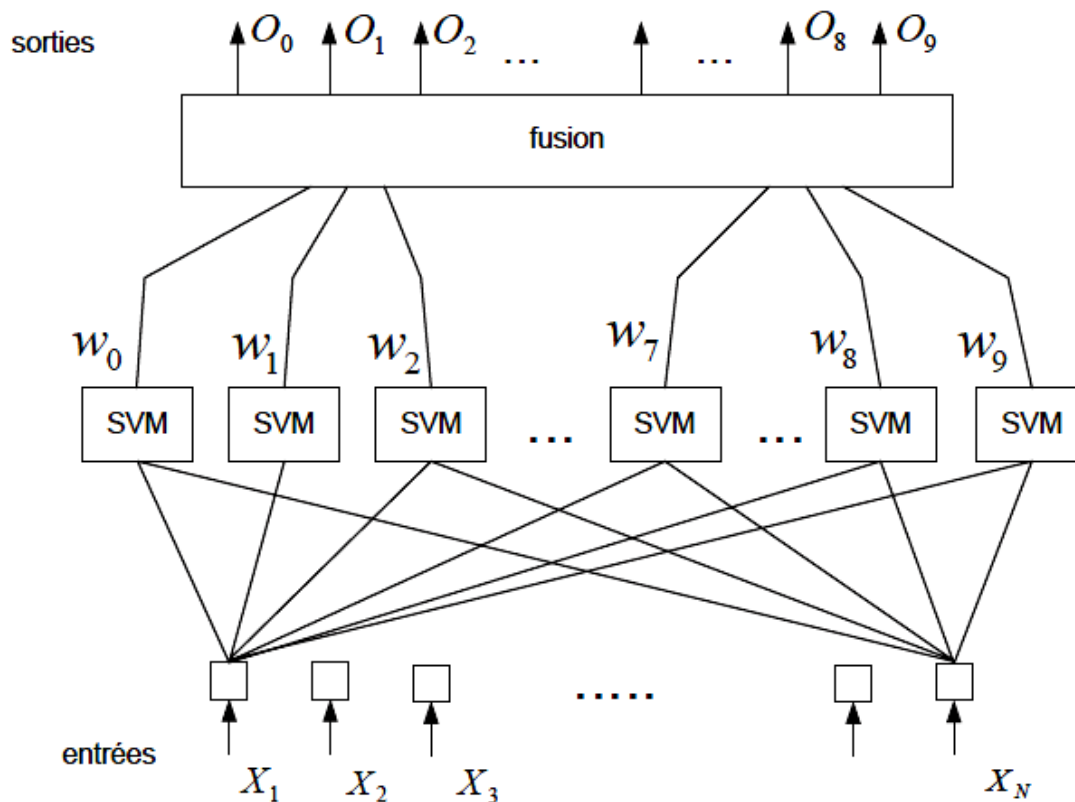 sorties O₀ O₁ O₂ ... ... O₈ O₉
fusion
w₀ w₁ w₂ w₇ w₈ w₉
SVM SVM SVM ... SVM ... SVM SVM
.....
entrées X₁ X₂ X₃ X_N